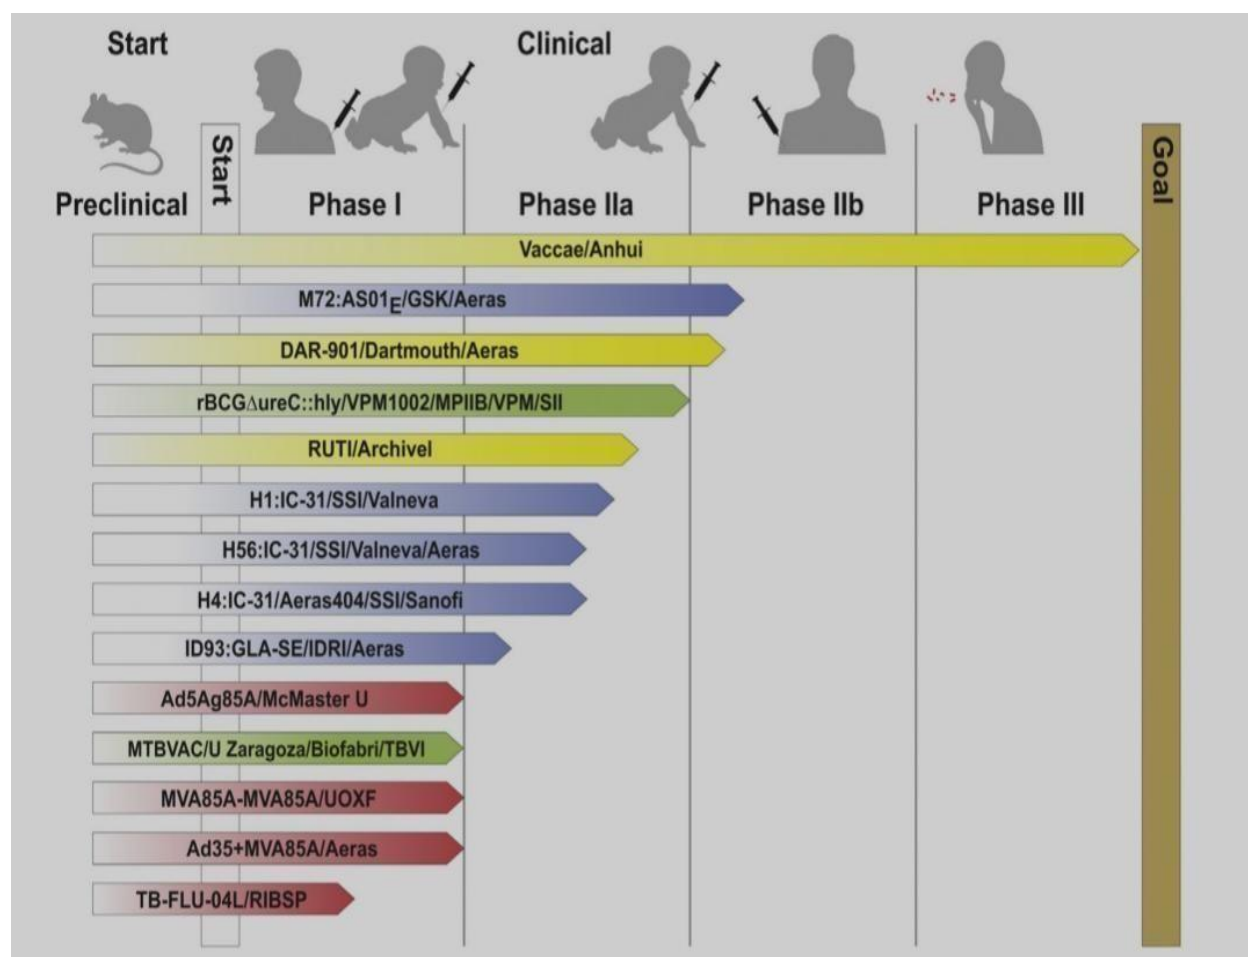 Start
Clinical
Start
Goal
Preclinical
Phase I
Phase IIa
Phase IIb
Phase III
Vaccae/Anhui
M72:AS01E/GSK/Aeras
DAR-901/Dartmouth/Aeras
rBCG∆ureC::hly/VPM1002/MPIIB/VPM/SII
RUTI/Archivel
H1:IC-31/SSI/Valneva
H56:IC-31/SSI/Valneva/Aeras
H4:IC-31/Aeras404/SSI/Sanofi
ID93:GLA-SE/IDRI/Aeras
Ad5Ag85A/McMaster U
MTBVAC/U Zaragoza/Biofabri/TBVI
MVA85A-MVA85A/UOXF
Ad35+MVA85A/Aeras
TB-FLU-04L/RIBSP